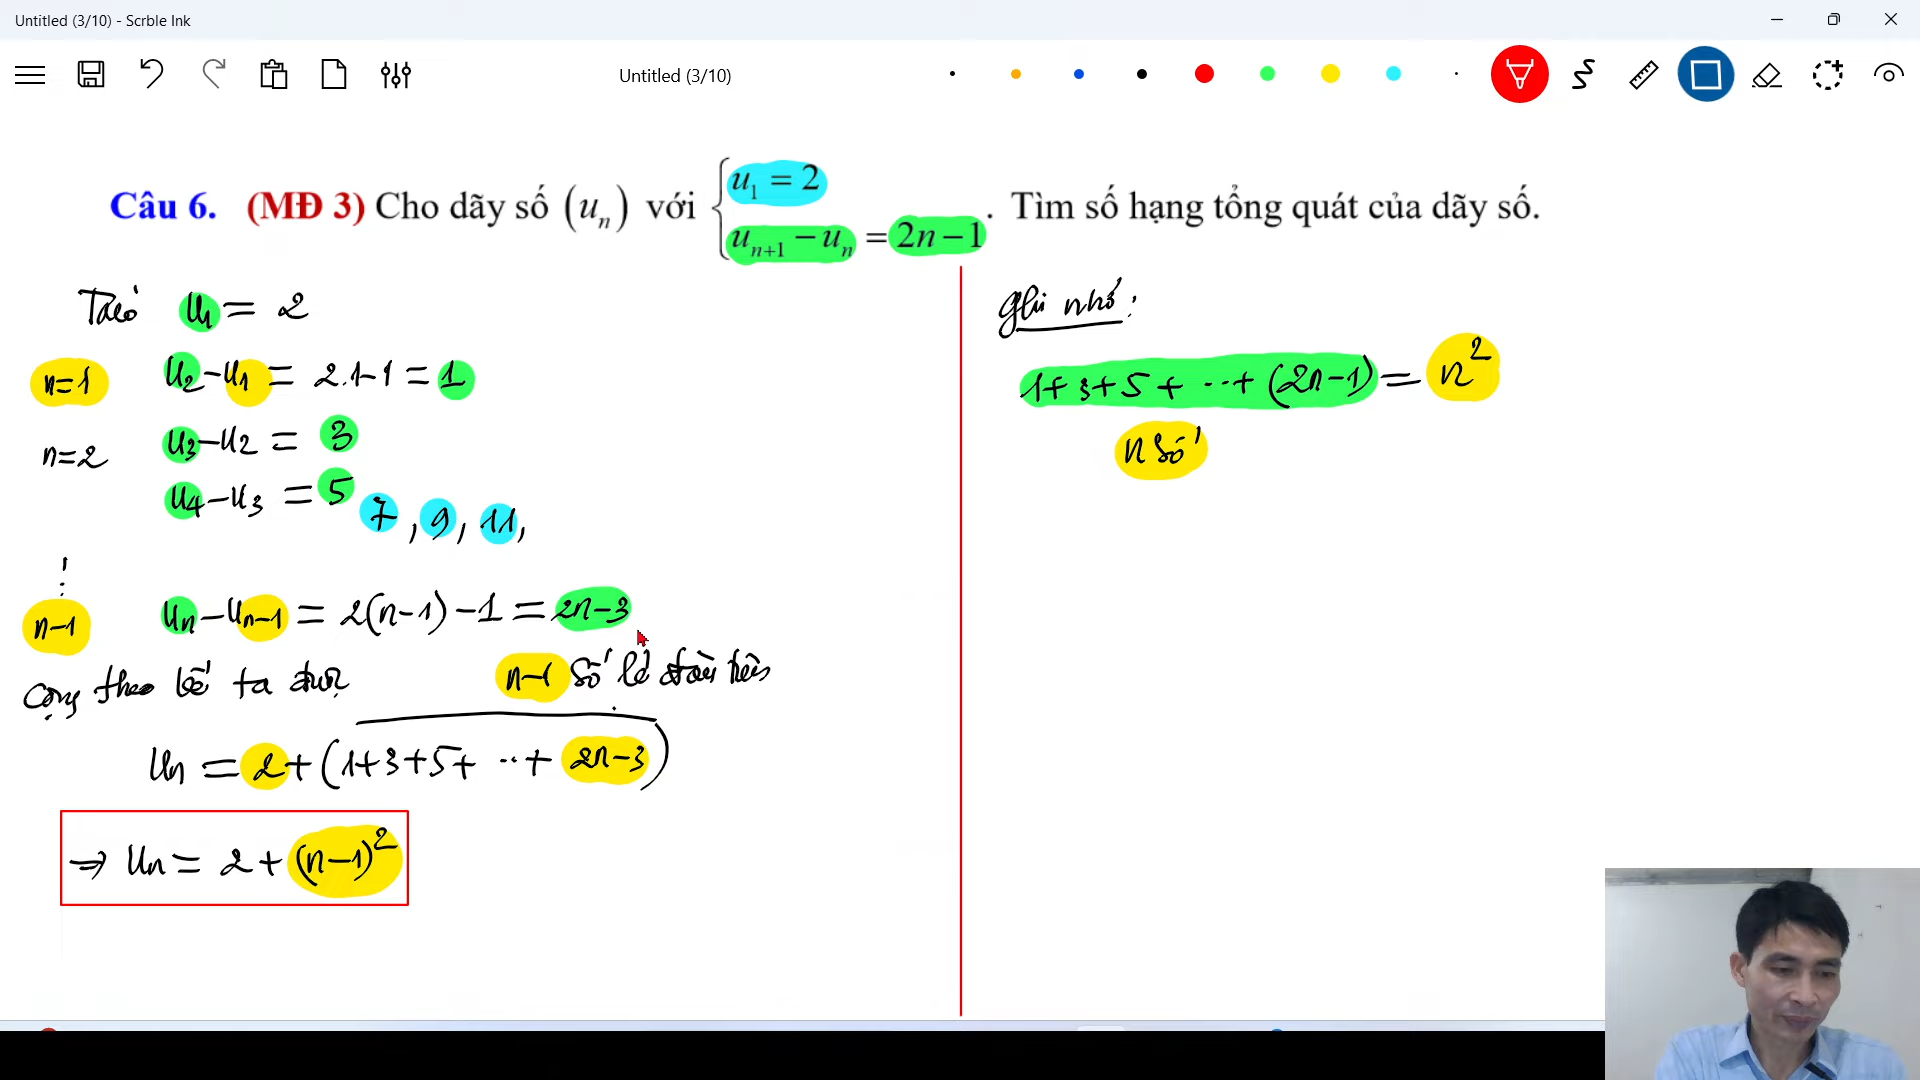 Untitled (3/10) - Scrble Ink
Untitled (3/10)
Câu 6. (MĐ 3) Cho dãy số (uₙ) với { u₁ = 2
uₙ₊₁ − uₙ = 2n − 1 . Tìm số hạng tổng quát của dãy số.
u₁ = 2
n=1 u₂ − u₁ = 2.1−1 = 1
n=2 u₃ − u₂ = 3
u₄ − u₃ = 5
7, 9, 11,
⋮
n−1 uₙ − uₙ₋₁ = 2(n−1) −1 = 2n−3
Cộng theo vế ta được
n−1 số lẻ đầu tiên
Uₙ = 2 + (1+3+5+ ··+ 2n−3)
⇒ Uₙ = 2 + (n−1)²
ghi nhớ:
1+3+5+ ··+ (2n−1) = n²
n số